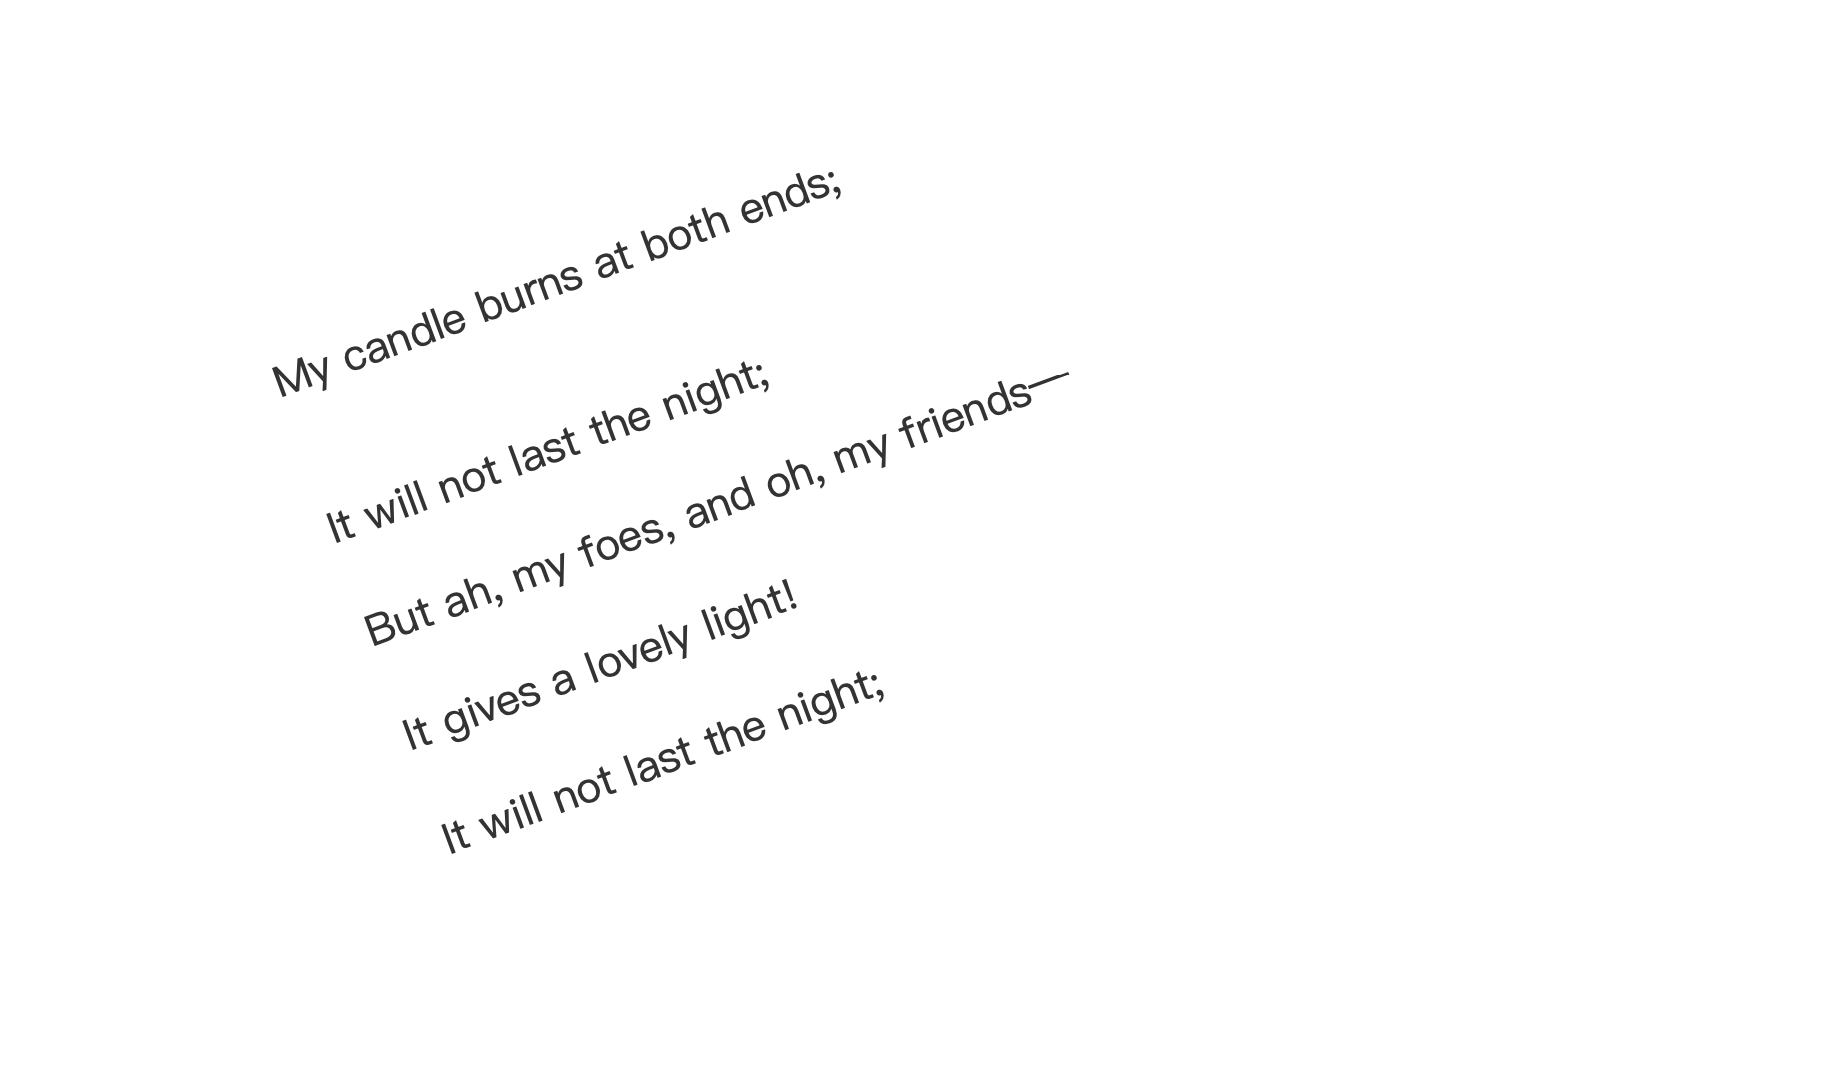 My candle burns at both ends;
It will not last the night;
But ah, my foes, and oh, my friends—
It gives a lovely light!
It will not last the night;